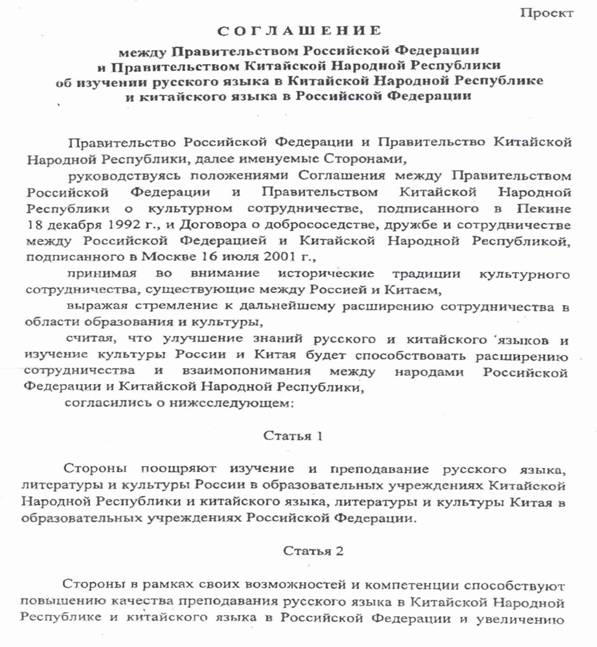 Проект
СОГЛАШЕНИЕ
между Правительством Российской Федерации
и Правительством Китайской Народной Республики
об изучении русского языка в Китайской Народной Республике
и китайского языка в Российской Федерации
Правительство Российской Федерации и Правительство Китайской
Народной Республики, далее именуемые Сторонами,
руководствуясь положениями Соглашения между Правительством
Российской Федерации и Правительством Китайской Народной
Республики о культурном сотрудничестве, подписанного в Пекине
18 декабря 1992 г., и Договора о добрососедстве, дружбе и сотрудничестве
между Российской Федерацией и Китайской Народной Республикой,
подписанного в Москве 16 июля 2001 г.,
принимая во внимание исторические традиции культурного
сотрудничества, существующие между Россией и Китаем,
выражая стремление к дальнейшему расширению сотрудничества в
области образования и культуры,
считая, что улучшение знаний русского и китайского языков и
изучение культуры России и Китая будет способствовать расширению
сотрудничества и взаимопонимания между народами Российской
Федерации и Китайской Народной Республики,
согласились о нижеследующем:
Статья 1
Стороны поощряют изучение и преподавание русского языка,
литературы и культуры России в образовательных учреждениях Китайской
Народной Республики и китайского языка, литературы и культуры Китая в
образовательных учреждениях Российской Федерации.
Статья 2
Стороны в рамках своих возможностей и компетенции способствуют
повышению качества преподавания русского языка в Китайской Народной
Республике и китайского языка в Российской Федерации и увеличению